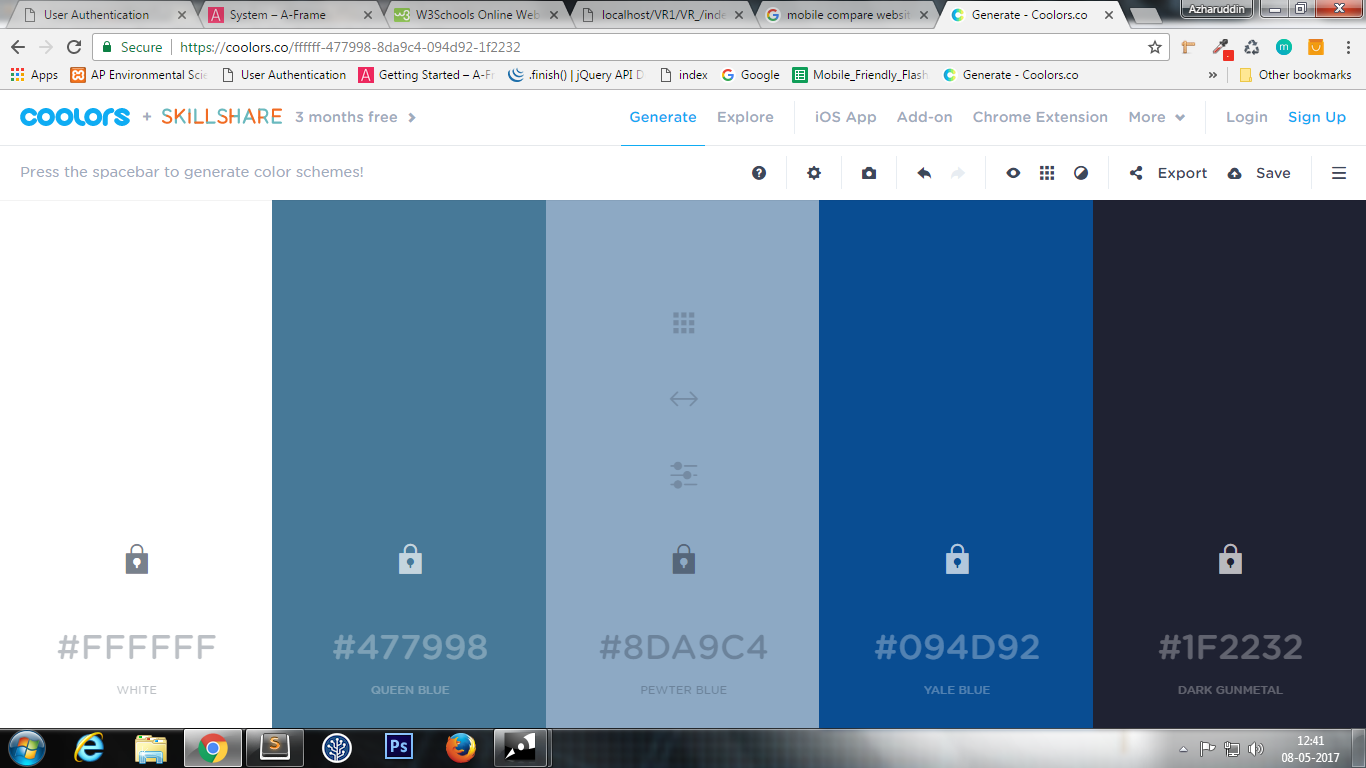 User Authentication
System – A-Frame
W3Schools Online Web
localhost/VR1/VR_/inde
mobile compare websit
Generate - Coolors.co
Azharuddin
Secure
https://coolors.co/ffffff-477998-8da9c4-094d92-1f2232
m
Apps
AP Environmental Scie
User Authentication
Getting Started – A-Fr
.finish() | jQuery API D
index
Google
Mobile_Friendly_Flash
Generate - Coolors.co
»
Other bookmarks
coolors + SKILLSHARE 3 months free
Generate
Explore
iOS App
Add-on
Chrome Extension
More
Login
Sign Up
Press the spacebar to generate color schemes!
Export
Save
#FFFFFF
WHITE
#477998
QUEEN BLUE
#8DA9C4
PEWTER BLUE
#094D92
YALE BLUE
#1F2232
DARK GUNMETAL
S
Ps
12:41
08-05-2017